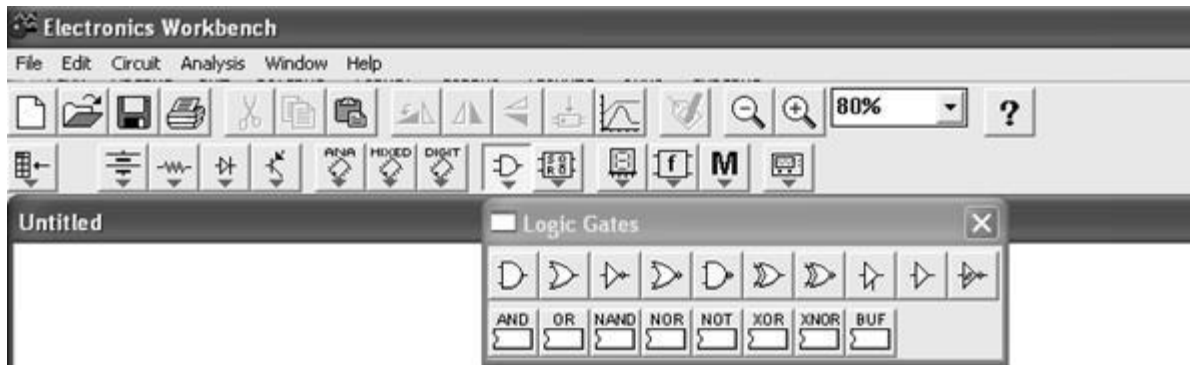 Electronics Workbench
File Edit Circuit Analysis Window Help
80% ?
ANA MIXED DIGIT f M
Untitled
Logic Gates
AND OR NAND NOR NOT XOR XNOR BUF